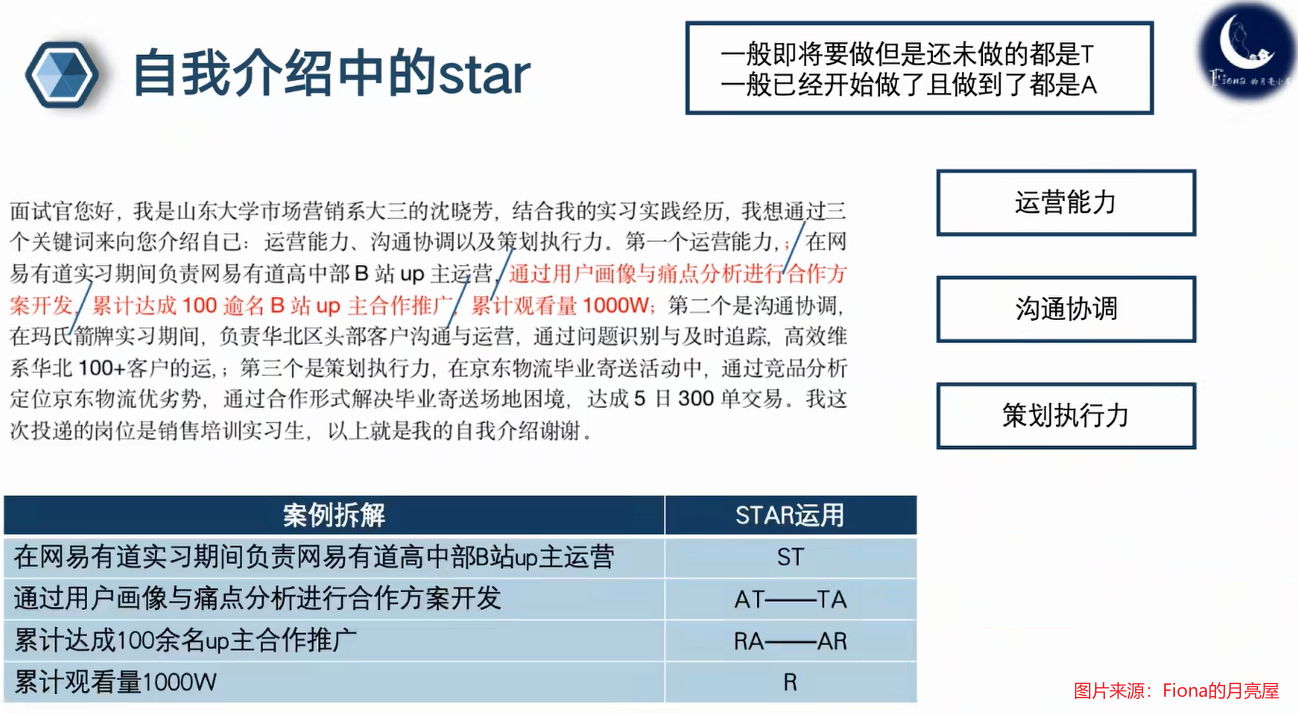 自我介绍中的star
一般即将要做但是还未做的都是T
一般已经开始做了且做到了都是A
Fiona
面试官您好，我是山东大学市场营销系大三的沈晓芳，结合我的实习实践经历，我想通过三
个关键词来向您介绍自己：运营能力、沟通协调以及策划执行力。第一个运营能力，；在网
易有道实习期间负责网易有道高中部 B 站 up 主运营，通过用户画像与痛点分析进行合作方
案开发，累计达成 100 逾名 B 站 up 主合作推广，累计观看量 1000W；第二个是沟通协调，
在玛氏箭牌实习期间，负责华北区头部客户沟通与运营，通过问题识别与及时追踪，高效维
系华北 100+客户的运,；第三个是策划执行力，在京东物流毕业寄送活动中，通过竞品分析
定位京东物流优劣势，通过合作形式解决毕业寄送场地困境，达成 5 日 300 单交易。我这
次投递的岗位是销售培训实习生，以上就是我的自我介绍谢谢。
运营能力
沟通协调
策划执行力
案例拆解 STAR运用
在网易有道实习期间负责网易有道高中部B站up主运营 ST
通过用户画像与痛点分析进行合作方案开发 AT——TA
累计达成100余名up主合作推广 RA——AR
累计观看量1000W R
图片来源：Fiona的月亮屋